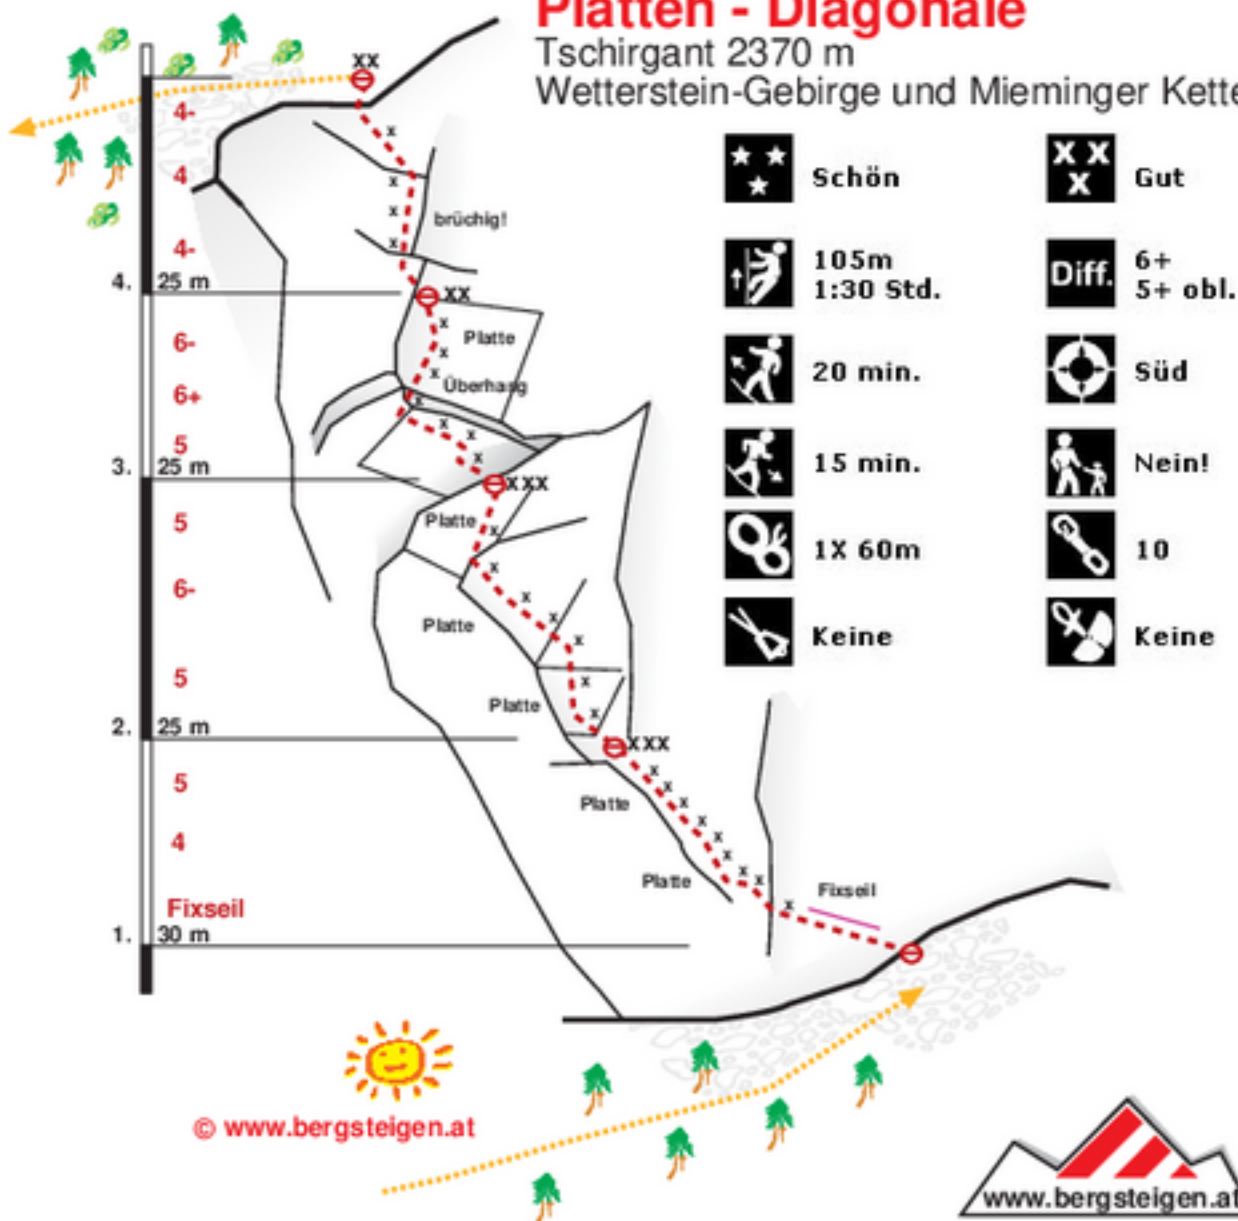 Platten - Diagonale
Tschirgant 2370 m
Wetterstein-Gebirge und Mieminger Kette
Schön
Gut
105m
1:30 Std.
Diff.
6+
5+ obl.
20 min.
Süd
15 min.
Nein!
1X 60m
10
Keine
Keine
xx
4-
4
brüchig!
4-
4.
25 m
xx
6-
Platte
6+
Überhang
5
3.
25 m
xxx
5
Platte
6-
Platte
5
Platte
2.
25 m
xxx
5
Platte
4
Platte
Fixseil
Fixseil
1.
30 m
© www.bergsteigen.at
www.bergsteigen.at